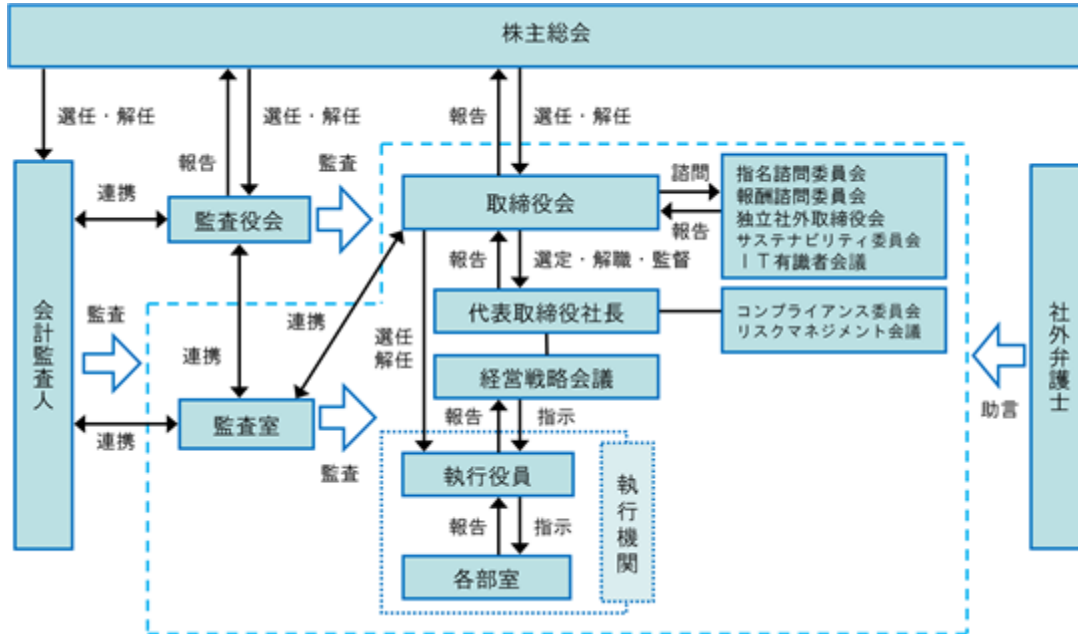 株主総会
選任・解任
報告
選任・解任
報告
選任・解任
監査
連携
監査役会
取締役会
諮問
報告
指名諮問委員会
報酬諮問委員会
独立社外取締役会
サステナビリティ委員会
IT有識者会議
報告
選定・解職・監督
会計監査人
監査
連携
連携
選任
解任
代表取締役社長
コンプライアンス委員会
リスクマネジメント会議
経営戦略会議
社外弁護士
助言
連携
監査室
監査
報告
指示
執行役員
執行機関
報告
指示
各部室